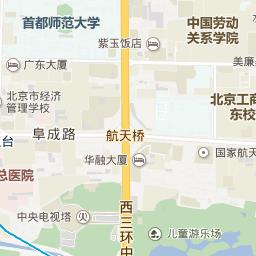 首都师范大学
中国劳动
关系学院
紫玉饭店
美廉
广东大厦
北京市经济
管理学校
北京工商
东校
阜成路
航天桥
台
华融大厦
国家航天
总医院
中央电视塔
西三环中
儿童游乐场